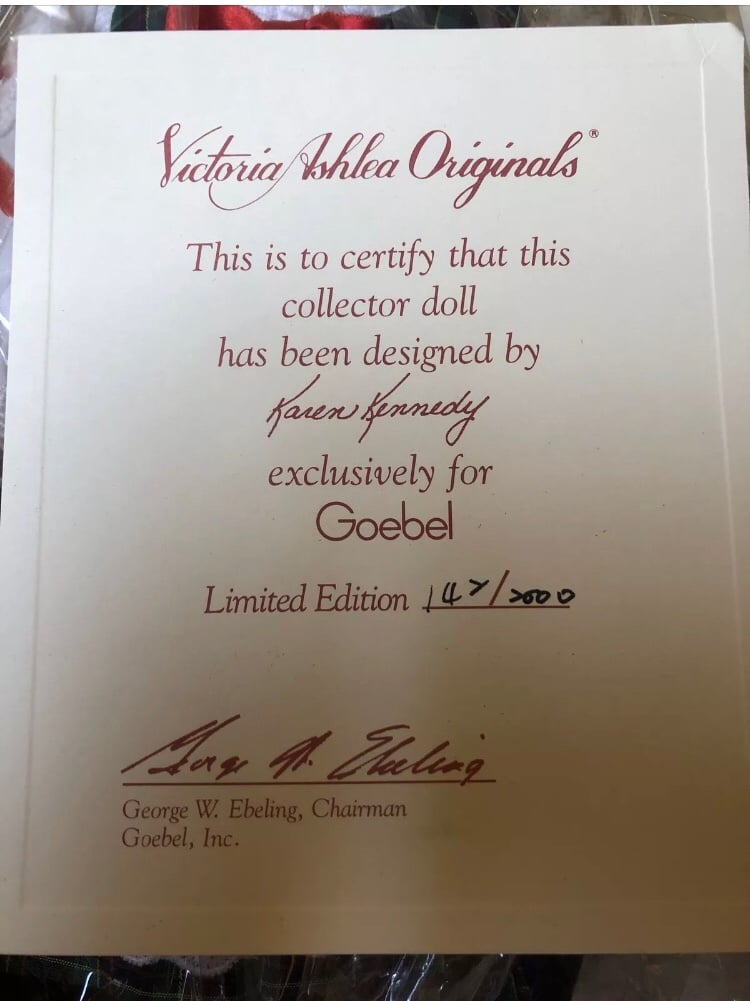 Victoria Ashlea Originals®
This is to certify that this
collector doll
has been designed by
Karen Kennedy
exclusively for
Goebel
Limited Edition 142/2000
George W. Ebeling
George W. Ebeling, Chairman
Goebel, Inc.